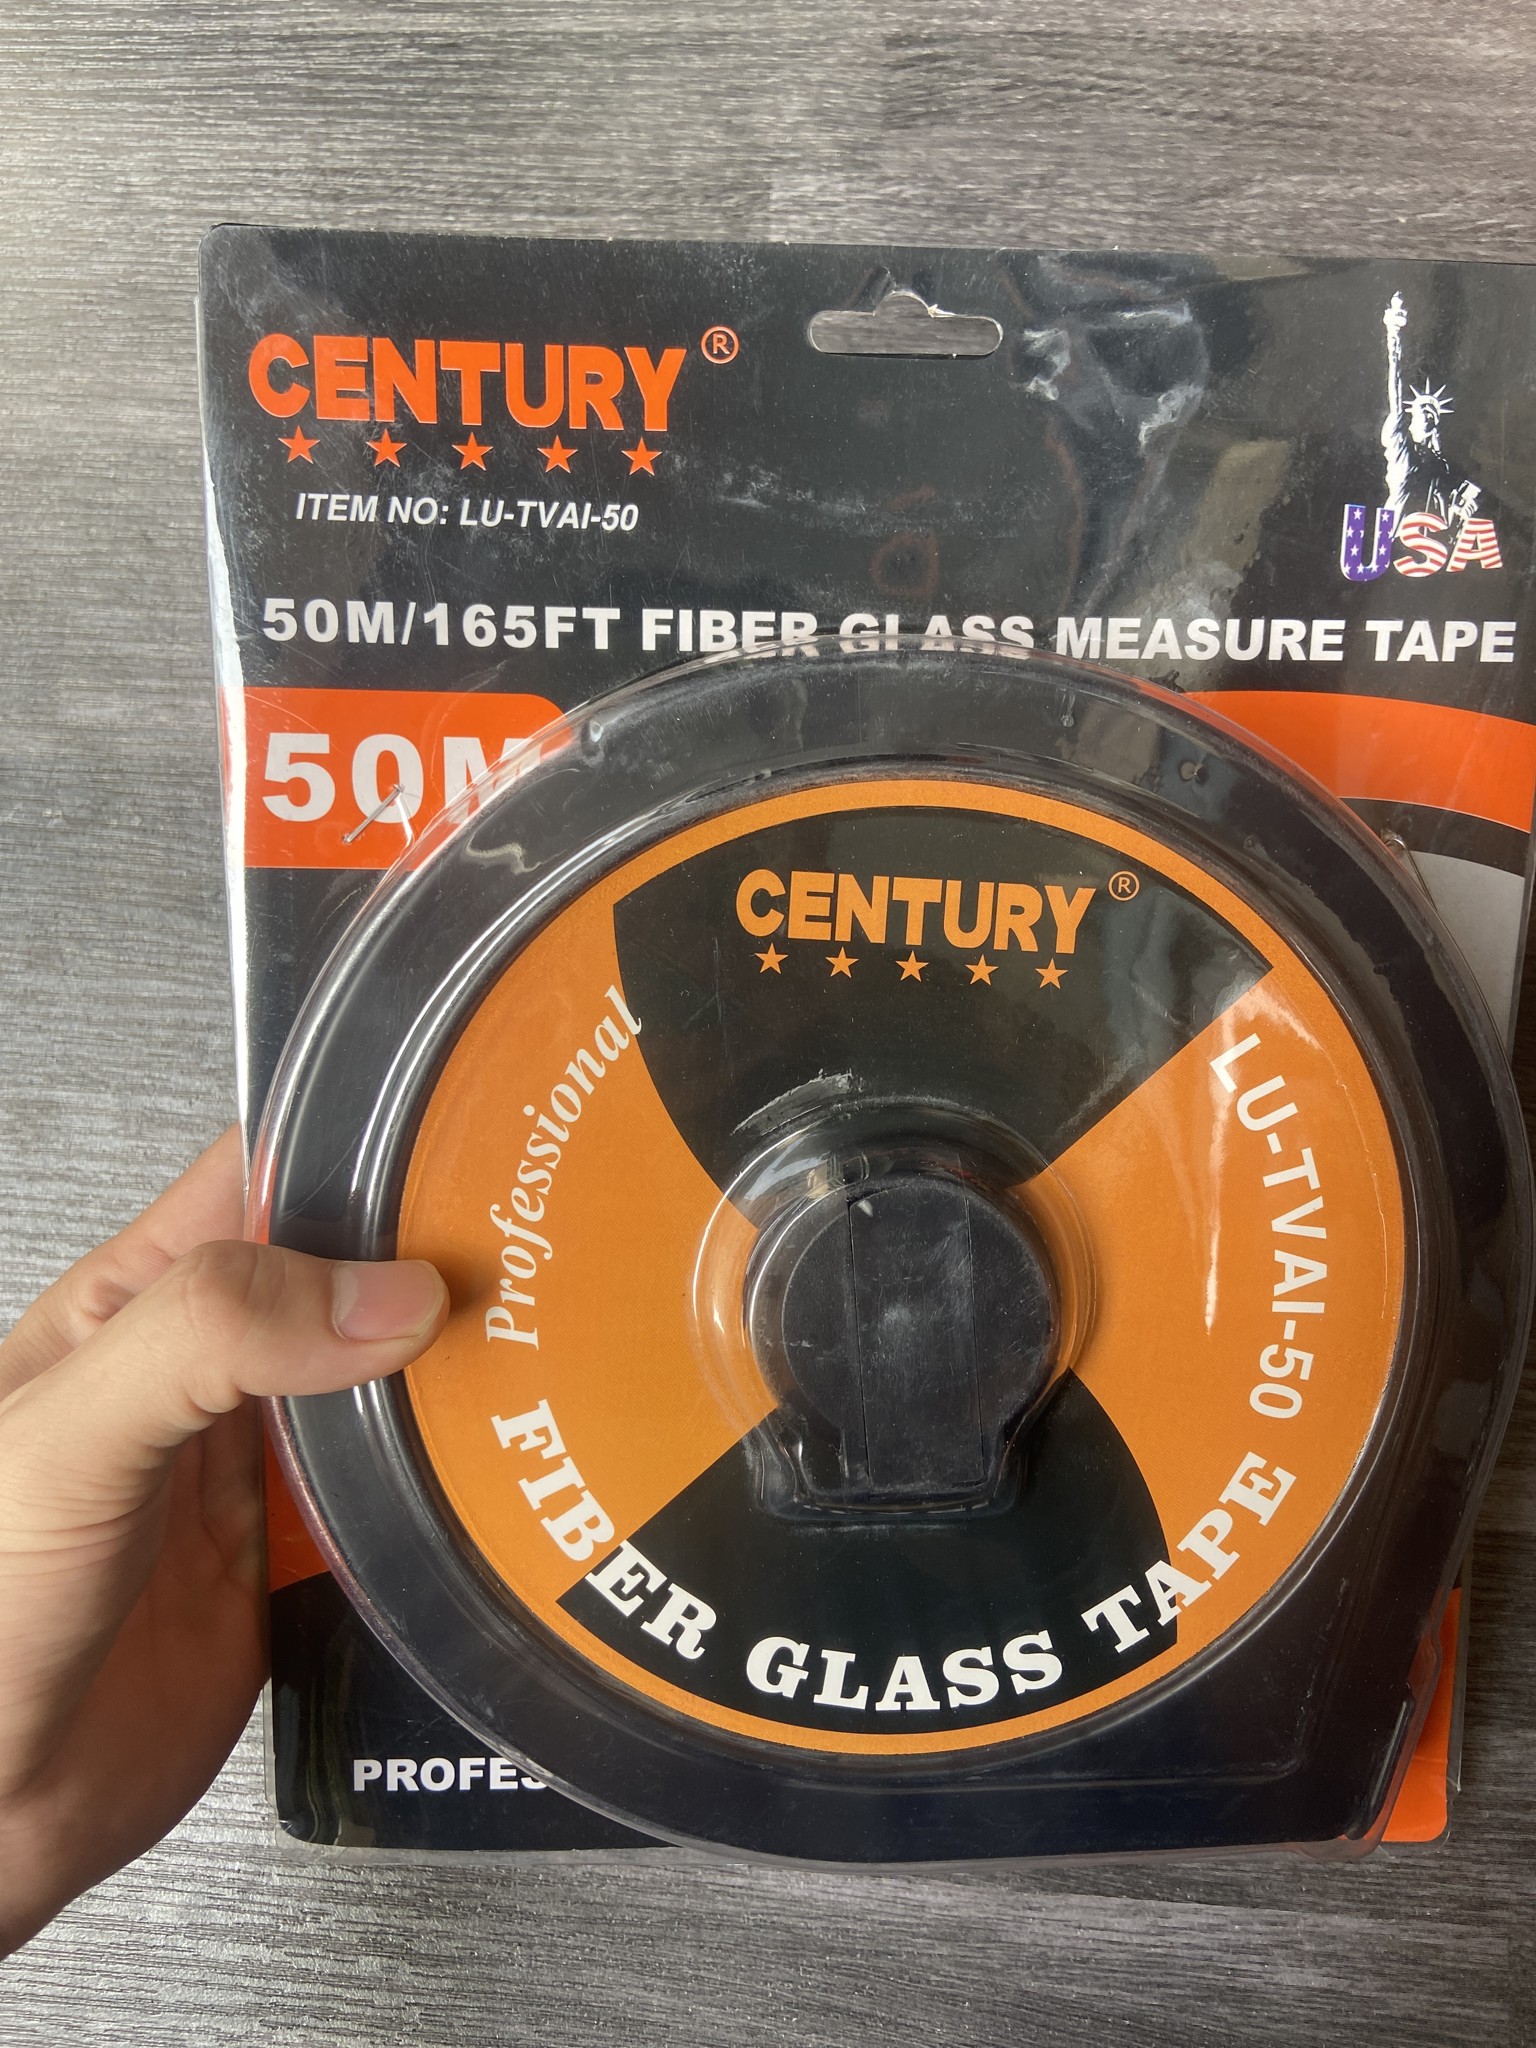 CENTURY®
ITEM NO: LU-TVAI-50
USA
50M/165FT FIBER GLASS MEASURE TAPE
50M
CENTURY®
Professional
LU-TVAI-50
FIBER GLASS TAPE
PROFES